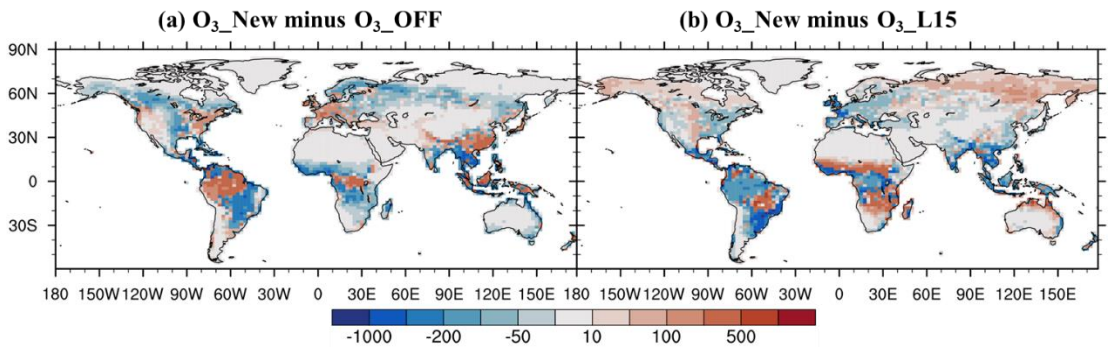 (a) O₃_New minus O₃_OFF (b) O₃_New minus O₃_L15
90N
60N
30N
0
30S
180 150W 120W 90W 60W 30W 0 30E 60E 90E 120E 150E 180 150W 120W 90W 60W 30W 0 30E 60E 90E 120E 150E
-1000 -200 -50 10 100 500